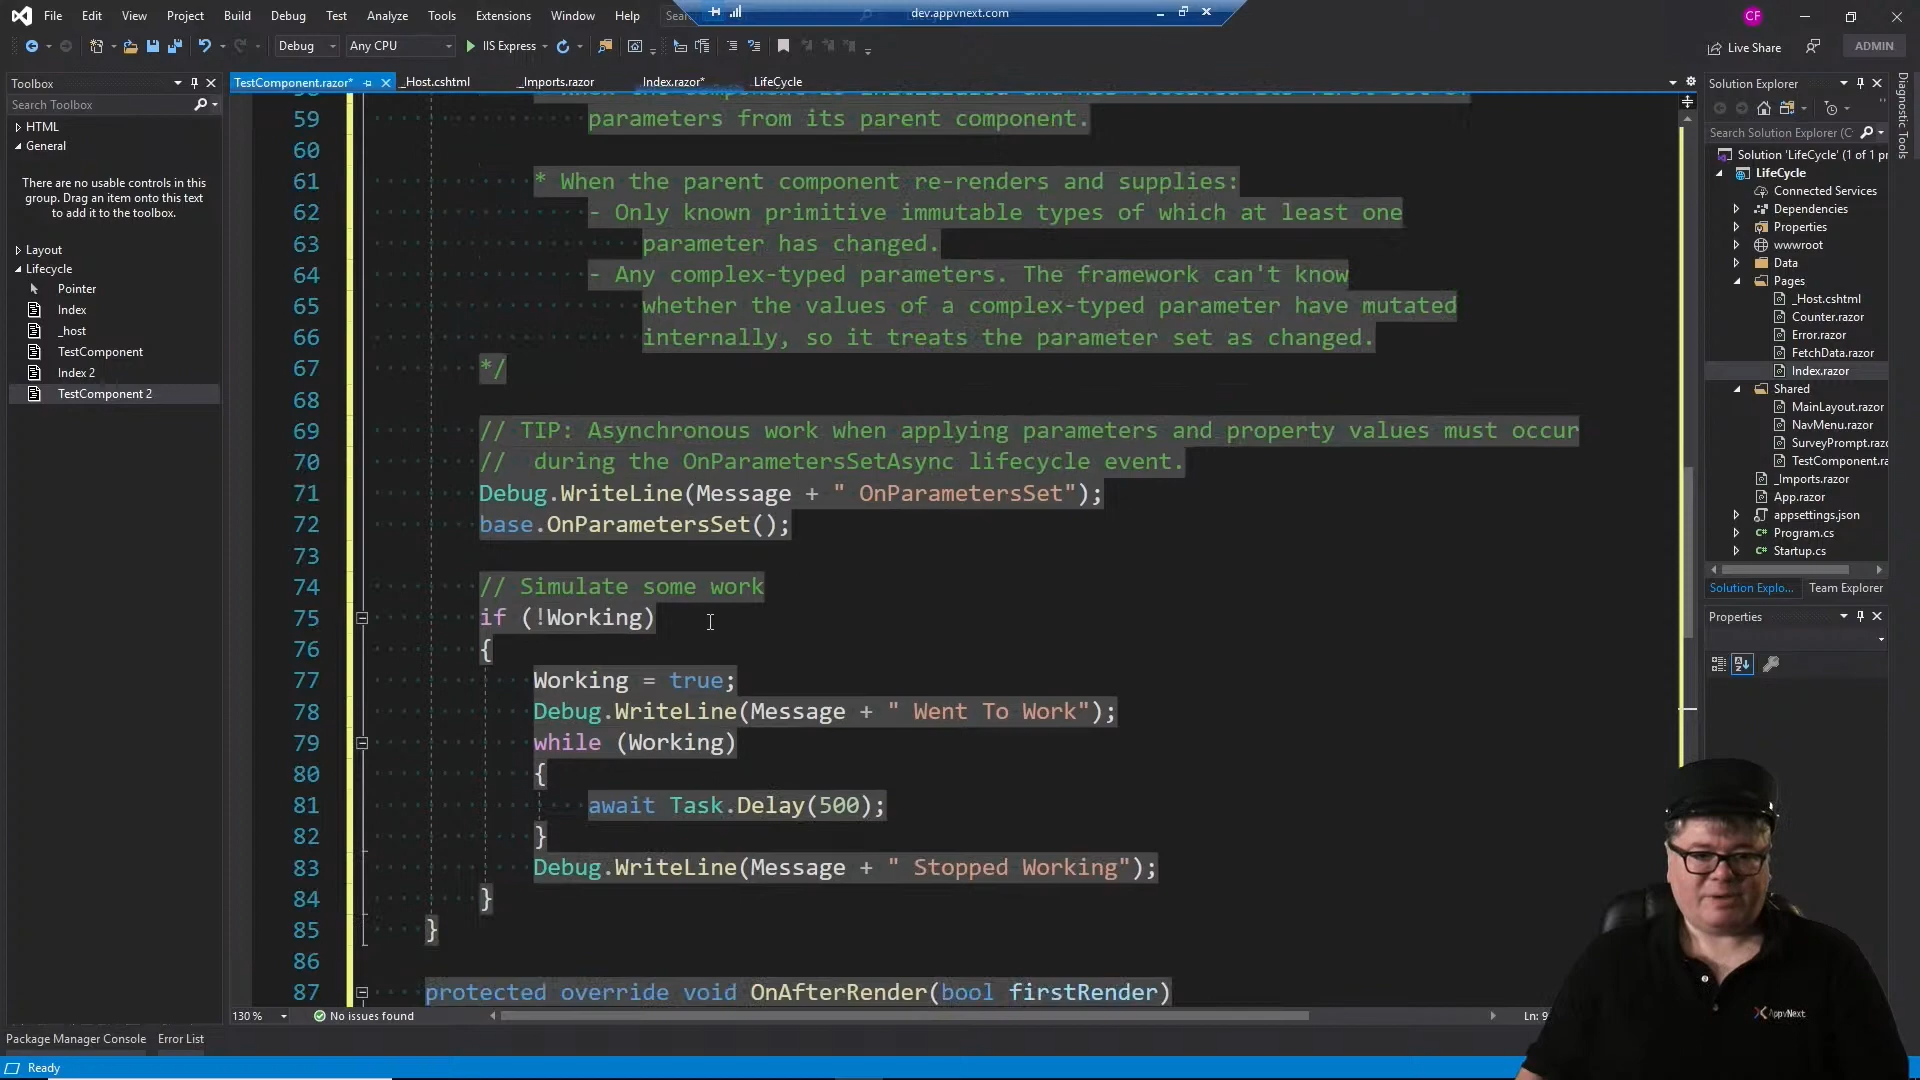 File Edit View Project Build Debug Test Analyze Tools Extensions Window Help
dev.appvnext.com
CF
Debug Any CPU IIS Express
Live Share ADMIN
Toolbox
Search Toolbox
HTML
General
There are no usable controls in this
group. Drag an item onto this text
to add it to the toolbox.
Layout
Lifecycle
Pointer
Index
_host
TestComponent
Index 2
TestComponent 2
TestComponent.razor* _Host.cshtml _Imports.razor Index.razor* LifeCycle
59 parameters from its parent component.
60
61 * When the parent component re-renders and supplies:
62 - Only known primitive immutable types of which at least one
63 parameter has changed.
64 - Any complex-typed parameters. The framework can't know
65 whether the values of a complex-typed parameter have mutated
66 internally, so it treats the parameter set as changed.
67 */
68
69 // TIP: Asynchronous work when applying parameters and property values must occur
70 // during the OnParametersSetAsync lifecycle event.
71 Debug.WriteLine(Message + " OnParametersSet");
72 base.OnParametersSet();
73
74 // Simulate some work
75 if (!Working)
76 {
77 Working = true;
78 Debug.WriteLine(Message + " Went To Work");
79 while (Working)
80 {
81 await Task.Delay(500);
82 }
83 Debug.WriteLine(Message + " Stopped Working");
84 }
85 }
86
87 protected override void OnAfterRender(bool firstRender)
130 % No issues found Ln: 9
Solution Explorer
Search Solution Explorer (C
Solution 'LifeCycle' (1 of 1 pr
LifeCycle
Connected Services
Dependencies
Properties
wwwroot
Data
Pages
_Host.cshtml
Counter.razor
Error.razor
FetchData.razor
Index.razor
Shared
MainLayout.razor
NavMenu.razor
SurveyPrompt.razo
TestComponent.ra
_Imports.razor
App.razor
appsettings.json
C# Program.cs
C# Startup.cs
Solution Explo... Team Explorer
Properties
Diagnostic Tools
AppvNext
Package Manager Console Error List
Ready